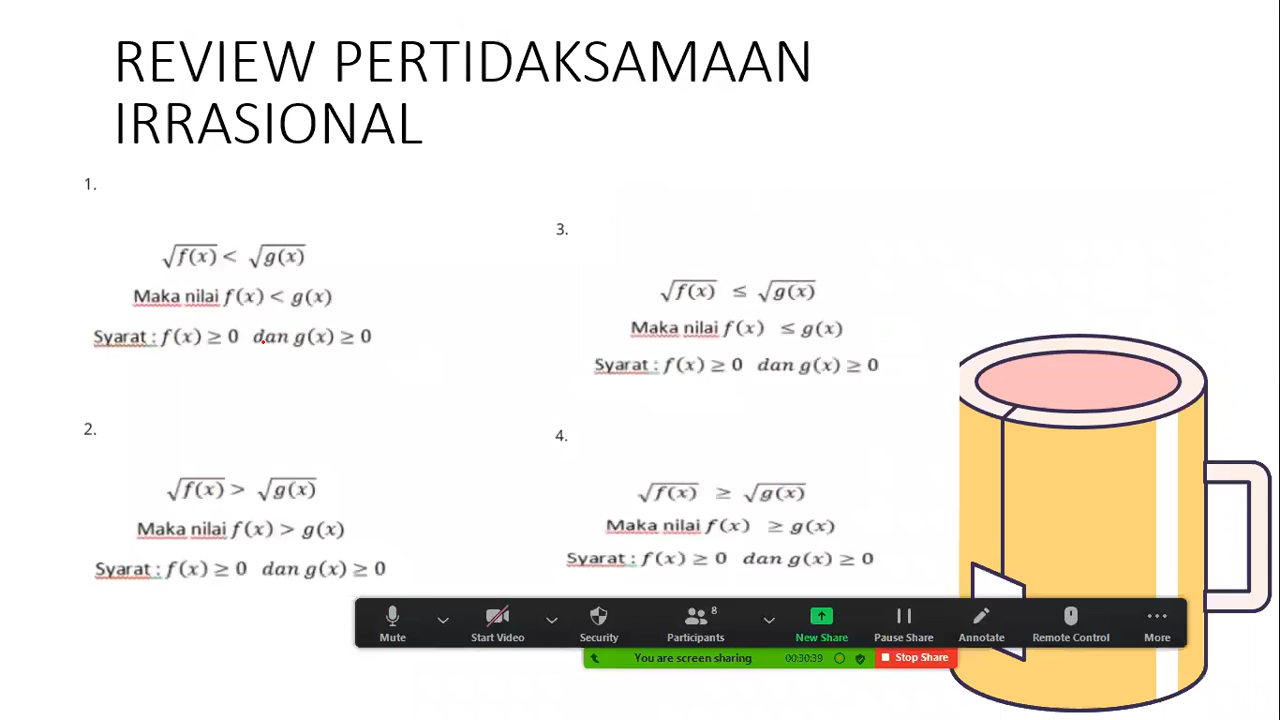 REVIEW PERTIDAKSAMAAN
IRRASIONAL
1.
√f(x) < √g(x)
Maka nilai f(x) < g(x)
Syarat : f(x) ≥ 0 dan g(x) ≥ 0
2.
√f(x) > √g(x)
Maka nilai f(x) > g(x)
Syarat : f(x) ≥ 0 dan g(x) ≥ 0
3.
√f(x) ≤ √g(x)
Maka nilai f(x) ≤ g(x)
Syarat : f(x) ≥ 0 dan g(x) ≥ 0
4.
√f(x) ≥ √g(x)
Maka nilai f(x) ≥ g(x)
Syarat : f(x) ≥ 0 dan g(x) ≥ 0
8
Mute Start Video Security Participants New Share Pause Share Annotate Remote Control More
You are screen sharing 00:30:39 Stop Share